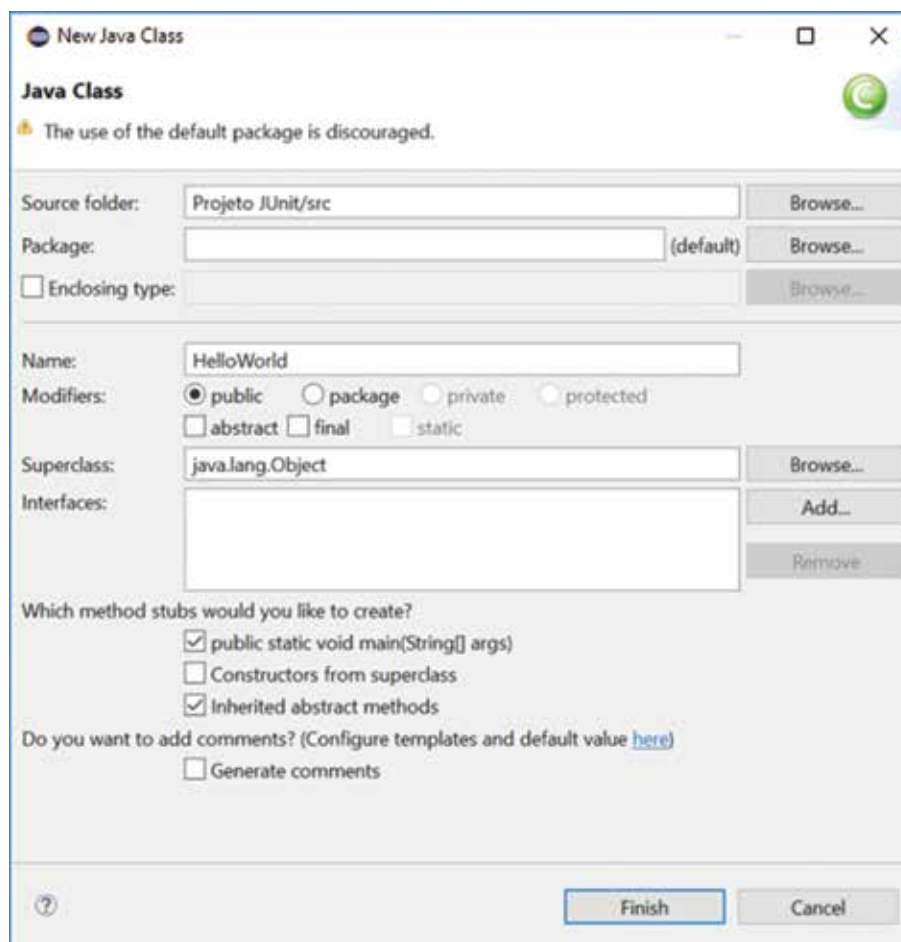 New Java Class
Java Class
The use of the default package is discouraged.
Source folder: Projeto JUnit/src Browse...
Package: (default) Browse...
Enclosing type: Browse...
Name: HelloWorld
Modifiers: public package private protected
abstract final static
Superclass: java.lang.Object Browse...
Interfaces: Add...
Remove
Which method stubs would you like to create?
public static void main(String[] args)
Constructors from superclass
Inherited abstract methods
Do you want to add comments? (Configure templates and default value here)
Generate comments
Finish Cancel